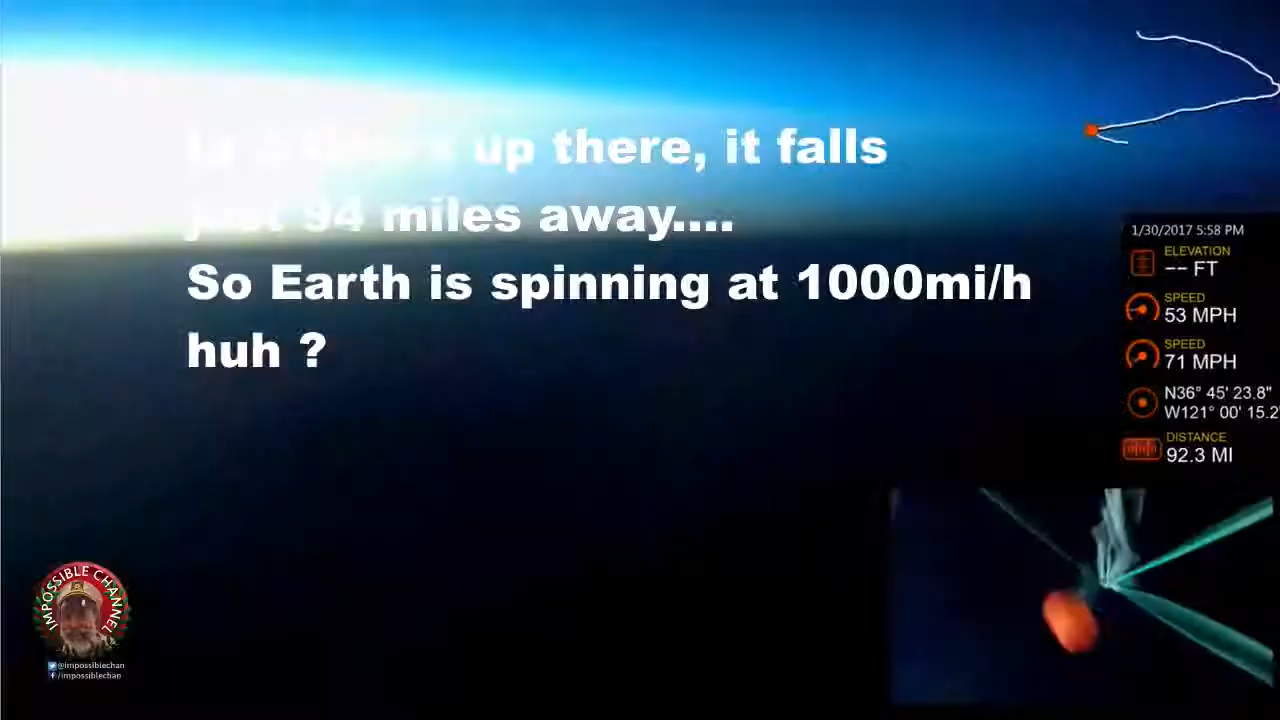 up there, it falls
just 94 miles away....
So Earth is spinning at 1000mi/h
huh ?
1/30/2017 5:58 PM
ELEVATION
-- FT
SPEED
53 MPH
SPEED
71 MPH
N36° 45' 23.8"
W121° 00' 15.2
DISTANCE
92.3 MI
IMPOSSIBLE CHANNEL
@impossiblechan
/impossiblechan